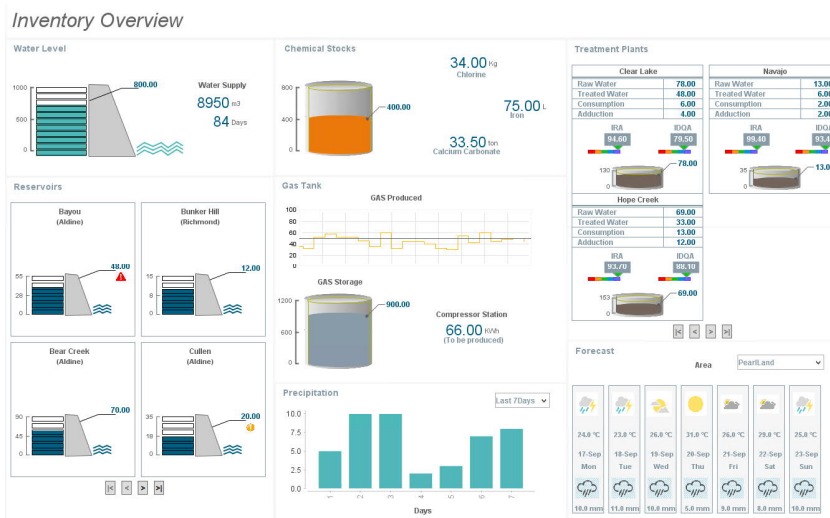 Inventory Overview
Water Level
1000
500
0
800.00
Water Supply
8950 m3
84 Days
Chemical Stocks
800
400
0
400.00
34.00 Kg
Chlorine
75.00 L
Iron
33.50 ton
Calcium Carbonate
Treatment Plants
Clear Lake
Raw Water 78.00
Treated Water 48.00
Consumption 6.00
Adduction 4.00
IRA IDQA
94.60 79.50
130
0
78.00
Navajo
Raw Water 13.00
Treated Water 6.00
Consumption 2.00
Adduction 2.00
IRA IDQA
99.40 93.4
35
0
13.0
Hope Creek
Raw Water 69.00
Treated Water 33.00
Consumption 13.00
Adduction 12.00
IRA IDQA
93.70 88.10
163
0
69.00
|< < > >|
Reservoirs
Bayou
(Aldine)
55
28
0
48.00
Bunker Hill
(Richmond)
15
8
0
12.00
Bear Creek
(Aldine)
90
45
0
70.00
Cullen
(Aldine)
35
18
0
20.00
|< < > >|
Gas Tank
GAS Produced
100
80
60
40
20
0
GAS Storage
1200
600
0
900.00
Compressor Station
66.00 KWh
(To be produced)
Precipitation
Last 7Days
10.0
7.5
5.0
2.5
0.0
1 2 3 4 5 6 7
Days
Forecast
Area PearlLand
24.0 ºC 23.0 ºC 26.0 ºC 31.0 ºC 26.0 ºC 29.0 ºC 25.0 ºC
17-Sep 18-Sep 19-Sep 20-Sep 21-Sep 22-Sep 23-Sep
Mon Tue Wed Thu Fri Sat Sun
10.0 mm 11.0 mm 10.0 mm 5.0 mm 9.0 mm 8.0 mm 10.0 mm